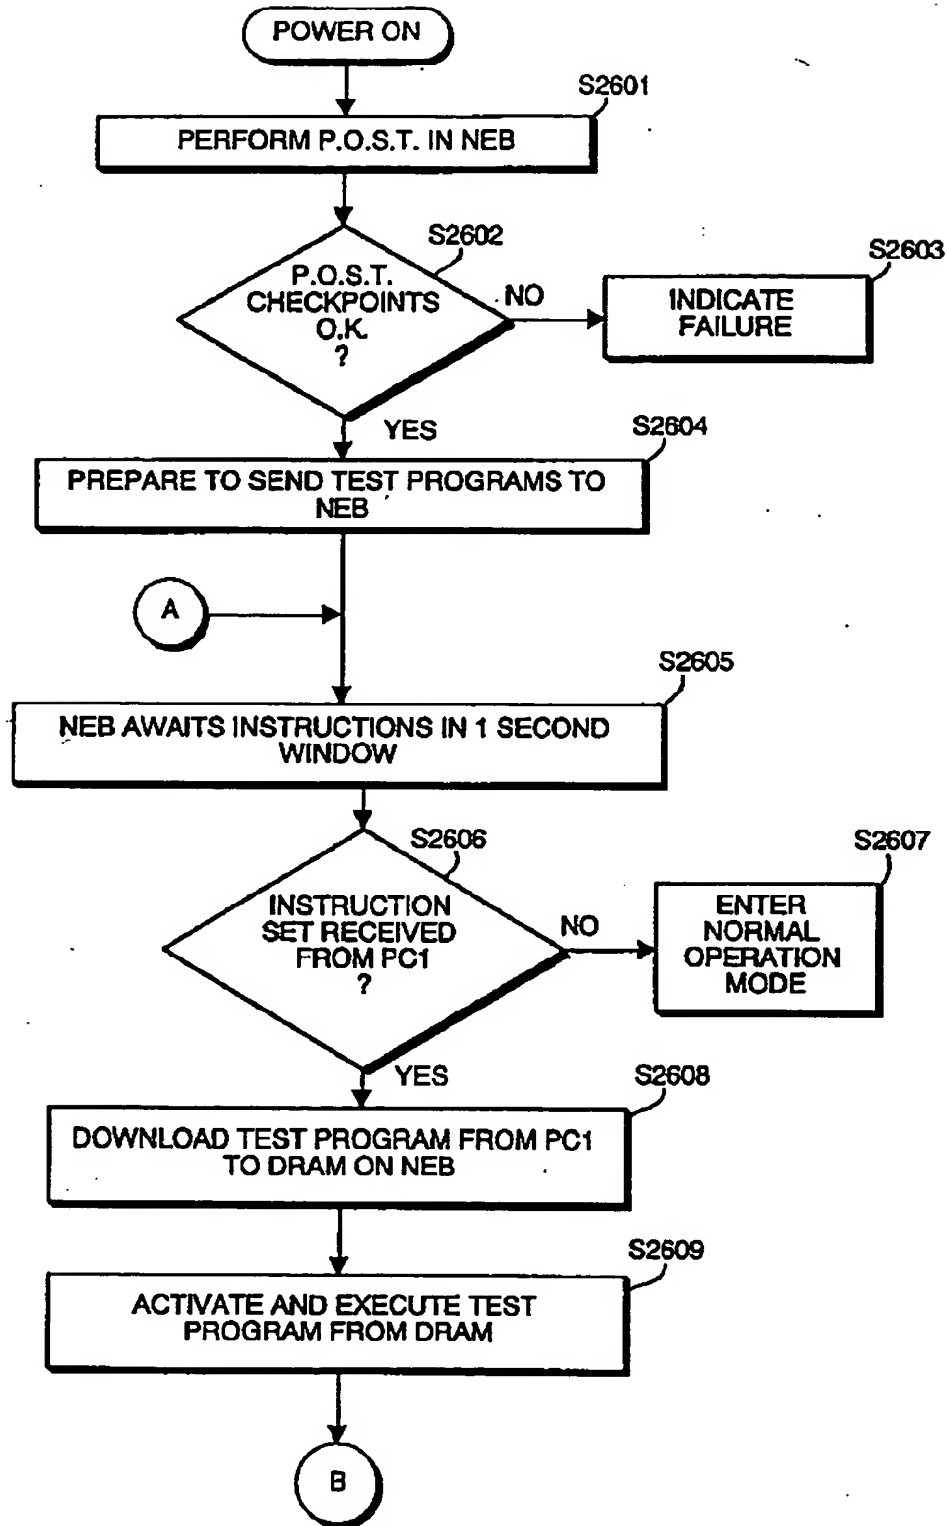 POWER ON
S2601
PERFORM P.O.S.T. IN NEB
S2602
P.O.S.T.
CHECKPOINTS
O.K.
?
NO
S2603
INDICATE
FAILURE
YES
S2604
PREPARE TO SEND TEST PROGRAMS TO
NEB
A
S2605
NEB AWAITS INSTRUCTIONS IN 1 SECOND
WINDOW
S2606
INSTRUCTION
SET RECEIVED
FROM PC1
?
NO
S2607
ENTER
NORMAL
OPERATION
MODE
YES
S2608
DOWNLOAD TEST PROGRAM FROM PC1
TO DRAM ON NEB
S2609
ACTIVATE AND EXECUTE TEST
PROGRAM FROM DRAM
B